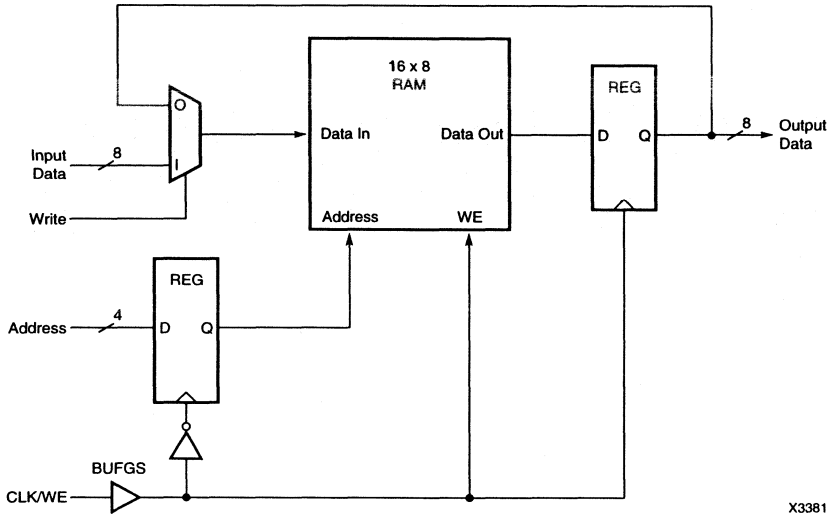 16 x 8
RAM
REG
O
Data In
Data Out
D
Q
8
Output
Data
Input
Data
8
I
Write
Address
WE
REG
Address
4
D
Q
BUFGS
CLK/WE
X3381